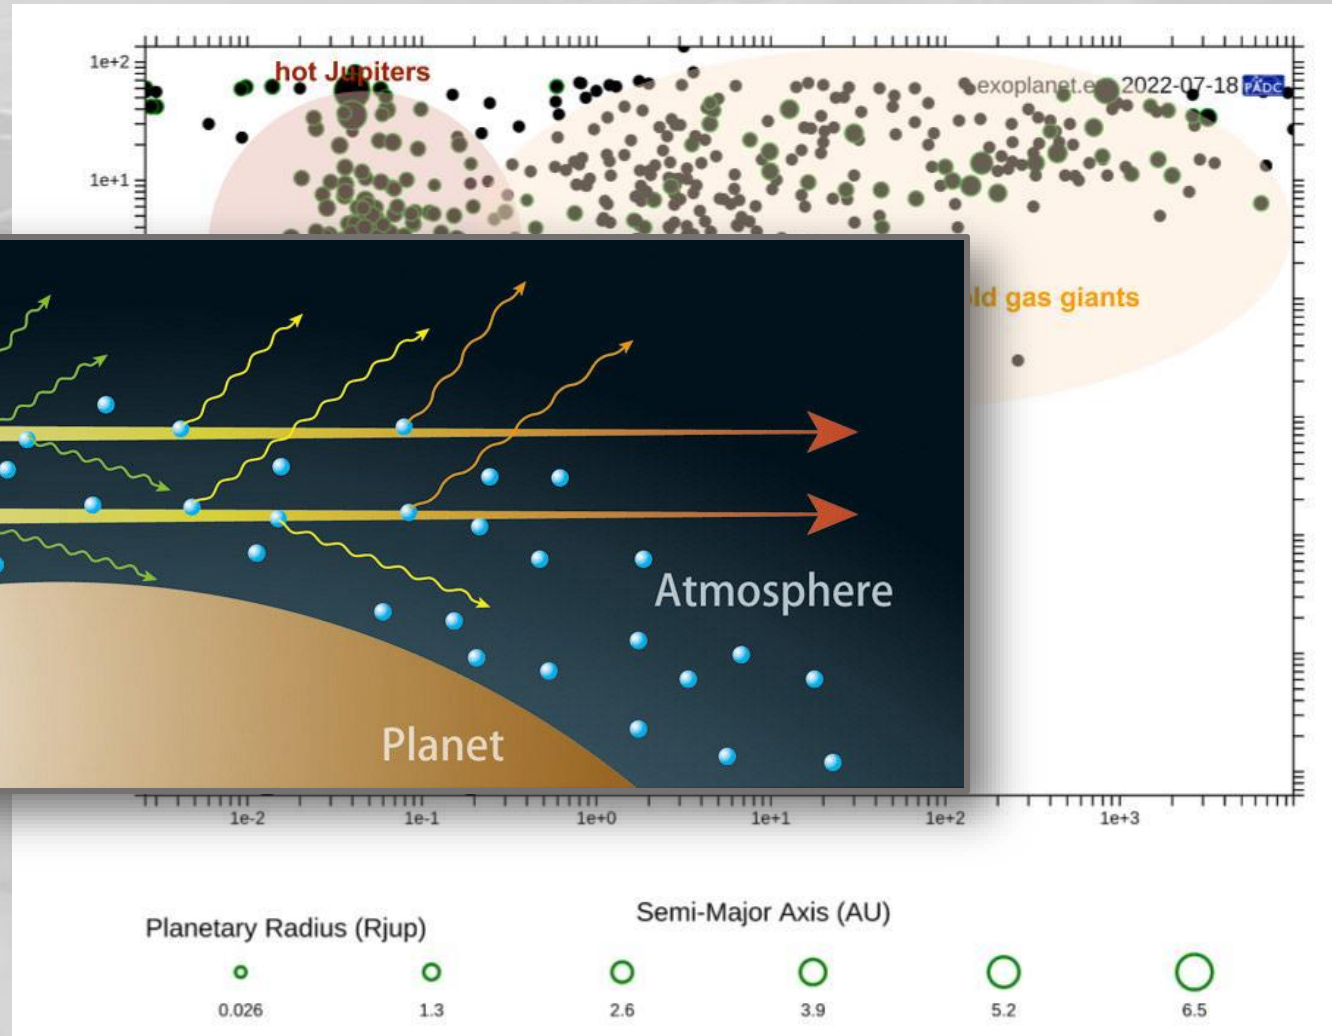 1e+2
hot Jupiters
exoplanet.e
2022-07-18
PADC
1e+1
gas giants
Atmosphere
Planet
1e-2 1e-1 1e+0 1e+1 1e+2 1e+3
Semi-Major Axis (AU)
Planetary Radius (Rjup)
0.026 1.3 2.6 3.9 5.2 6.5